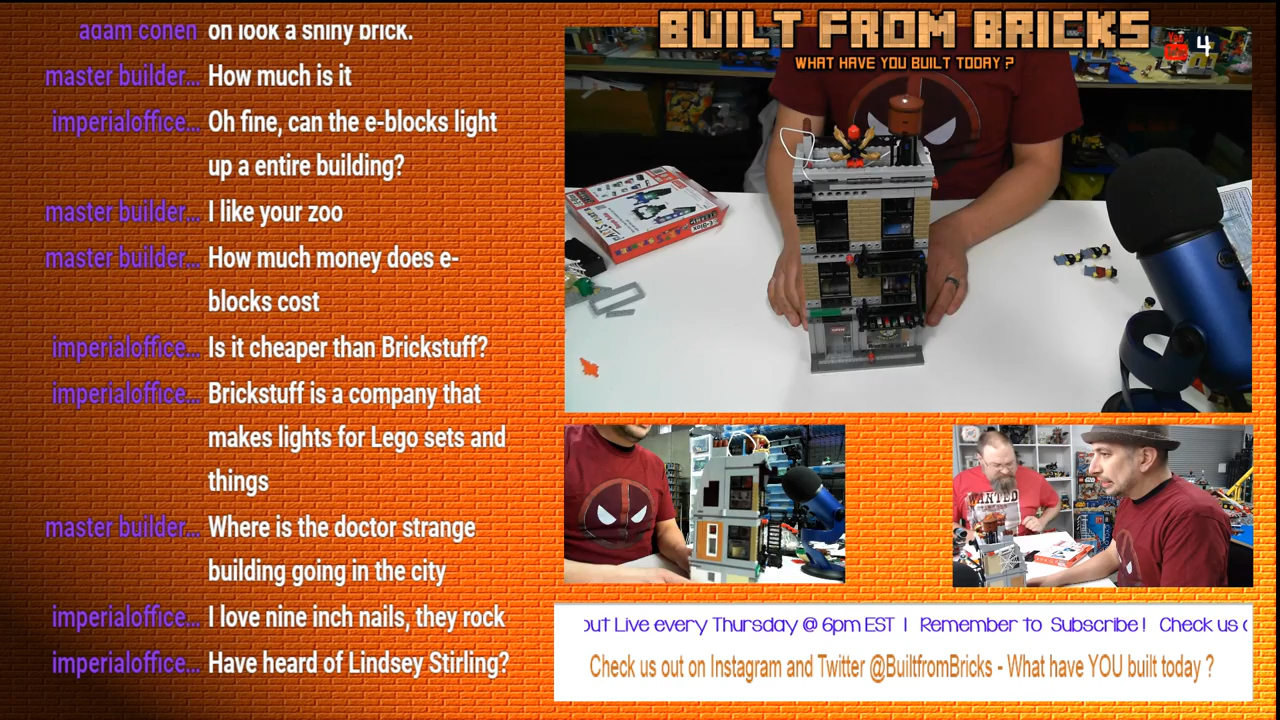 adam conen on look a shiny brick.
master builder... How much is it
imperialoffice... Oh fine, can the e-blocks light
up a entire building?
master builder... I like your zoo
master builder... How much money does e-
blocks cost
imperialoffice... Is it cheaper than Brickstuff?
imperialoffice... Brickstuff is a company that
makes lights for Lego sets and
things
master builder... Where is the doctor strange
building going in the city
imperialoffice... I love nine inch nails, they rock
imperialoffice... Have heard of Lindsey Stirling?
BUILT FROM BRICKS
WHAT HAVE YOU BUILT TODAY ?
4
WANTED
out Live every Thursday @ 6pm EST | Remember to Subscribe! Check us
Check us out on Instagram and Twitter @BuiltfromBricks - What have YOU built today ?